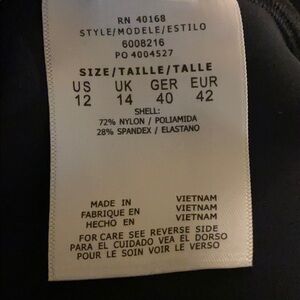 RN 40168
STYLE/MODELE/ESTILO
6008216
PO 4004527
SIZE/TAILLE/TALLE
US UK GER EUR
12 14 40 42
SHELL:
72% NYLON / POLIAMIDA
28% SPANDEX / ELASTANO
MADE IN VIETNAM
FABRIQUE EN VIETNAM
HECHO EN VIETNAM
FOR CARE SEE REVERSE SIDE
PARA EL CUIDADO VEA EL DORSO
POUR LE SOIN VOIR LE VERSO